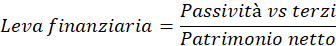 Leva finanziaria = Passività vs terzi / Patrimonio netto